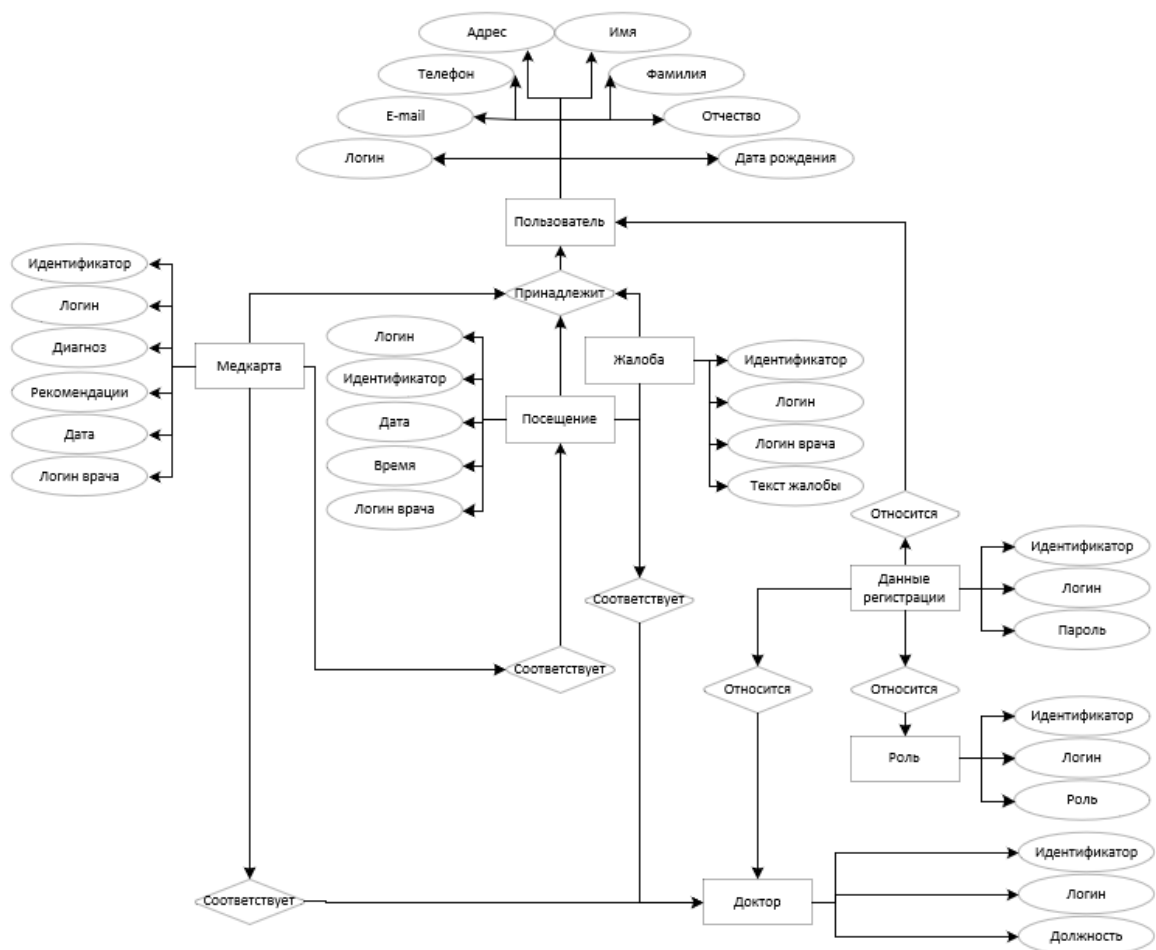 Адрес
Имя
Телефон
Фамилия
E-mail
Отчество
Логин
Дата рождения
Пользователь
Идентификатор
Логин
Диагноз
Рекомендации
Дата
Логин врача
Медкарта
Принадлежит
Логин
Идентификатор
Дата
Время
Логин врача
Посещение
Жалоба
Идентификатор
Логин
Логин врача
Текст жалобы
Относится
Данные
регистрации
Идентификатор
Логин
Пароль
Соответствует
Соответствует
Относится
Относится
Роль
Идентификатор
Логин
Роль
Соответствует
Доктор
Идентификатор
Логин
Должность